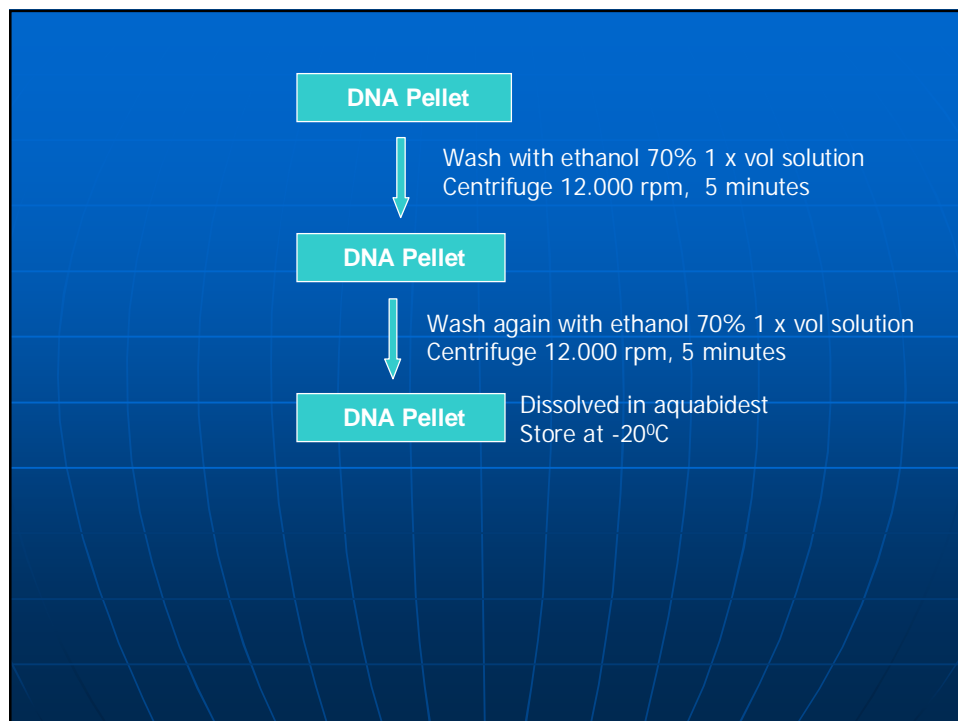 DNA Pellet
Wash with ethanol 70% 1 x vol solution
Centrifuge 12.000 rpm,  5 minutes
DNA Pellet
Wash again with ethanol 70% 1 x vol solution
Centrifuge 12.000 rpm, 5 minutes
DNA Pellet
Dissolved in aquabidest
Store at -20⁰C